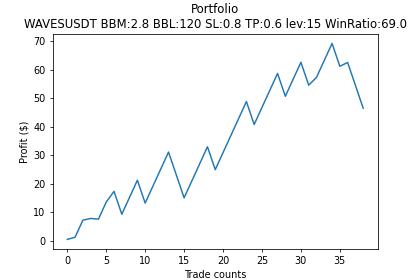 Portfolio
WAVESUSDT BBM:2.8 BBL:120 SL:0.8 TP:0.6 lev:15 WinRatio:69.0
70
60
50
40
30
20
10
0
Profit ($)
0 5 10 15 20 25 30 35
Trade counts